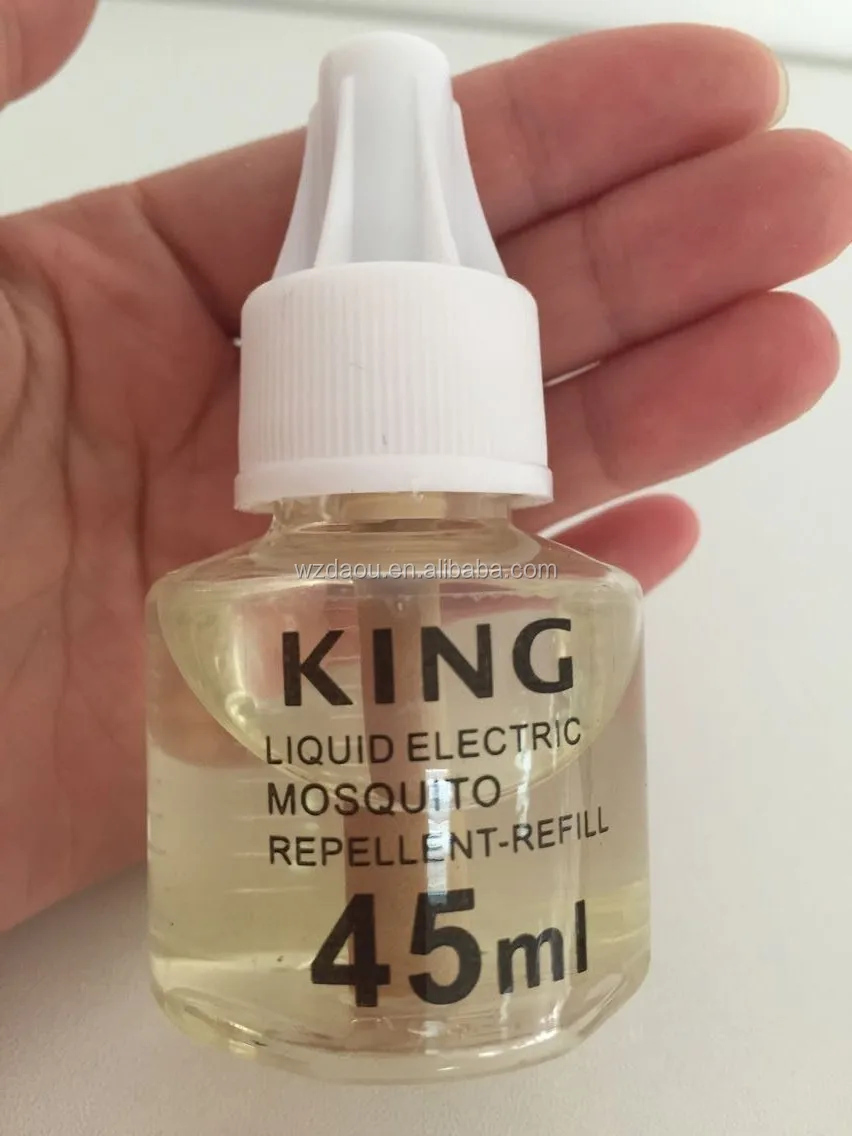 wzdaou.en.alibaba.com
KING
LIQUID ELECTRIC
MOSQUITO
REPELLENT-REFILL
45ml